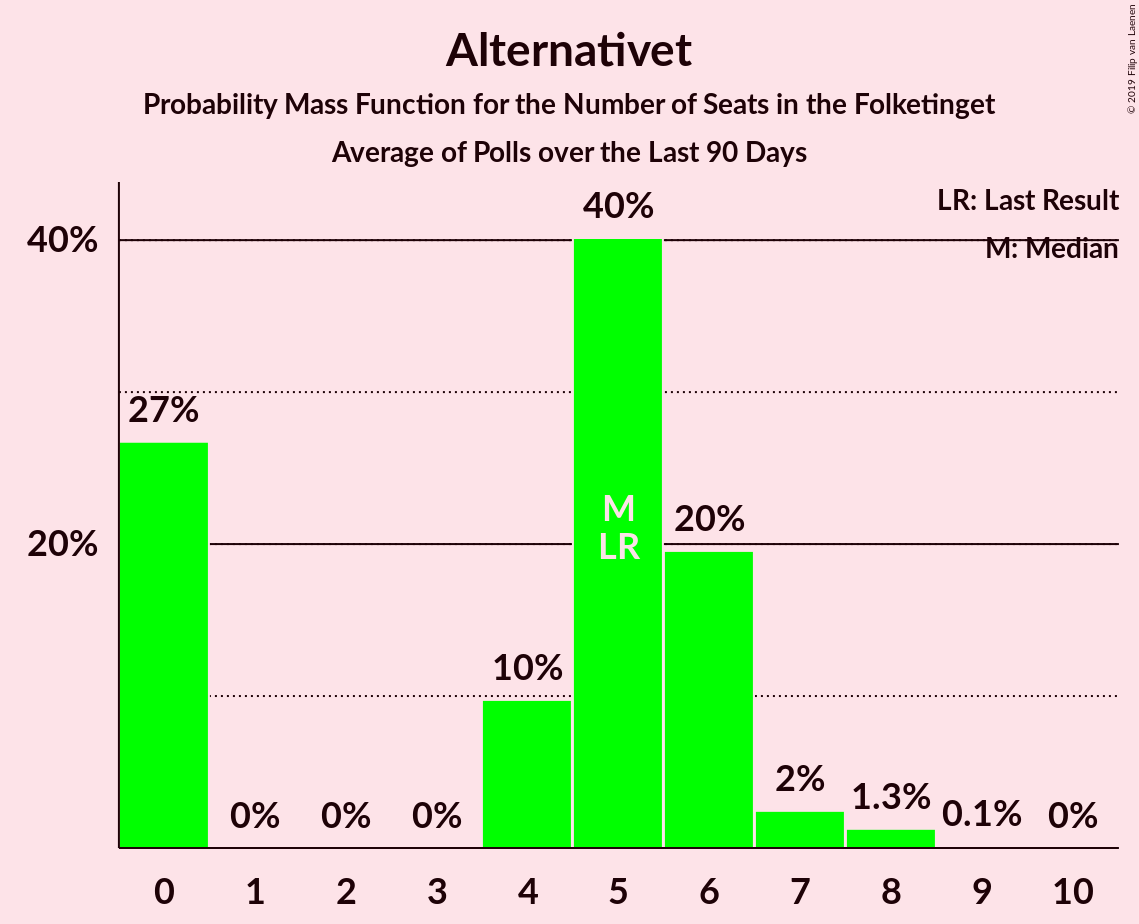 Alternativet
Probability Mass Function for the Number of Seats in the Folketinget
Average of Polls over the Last 90 Days
© 2019 Filip van Laenen
LR: Last Result
M: Median
40%
20%
27%
0%
0%
0%
10%
40%
M
LR
20%
2%
1.3%
0.1%
0%
0 1 2 3 4 5 6 7 8 9 10